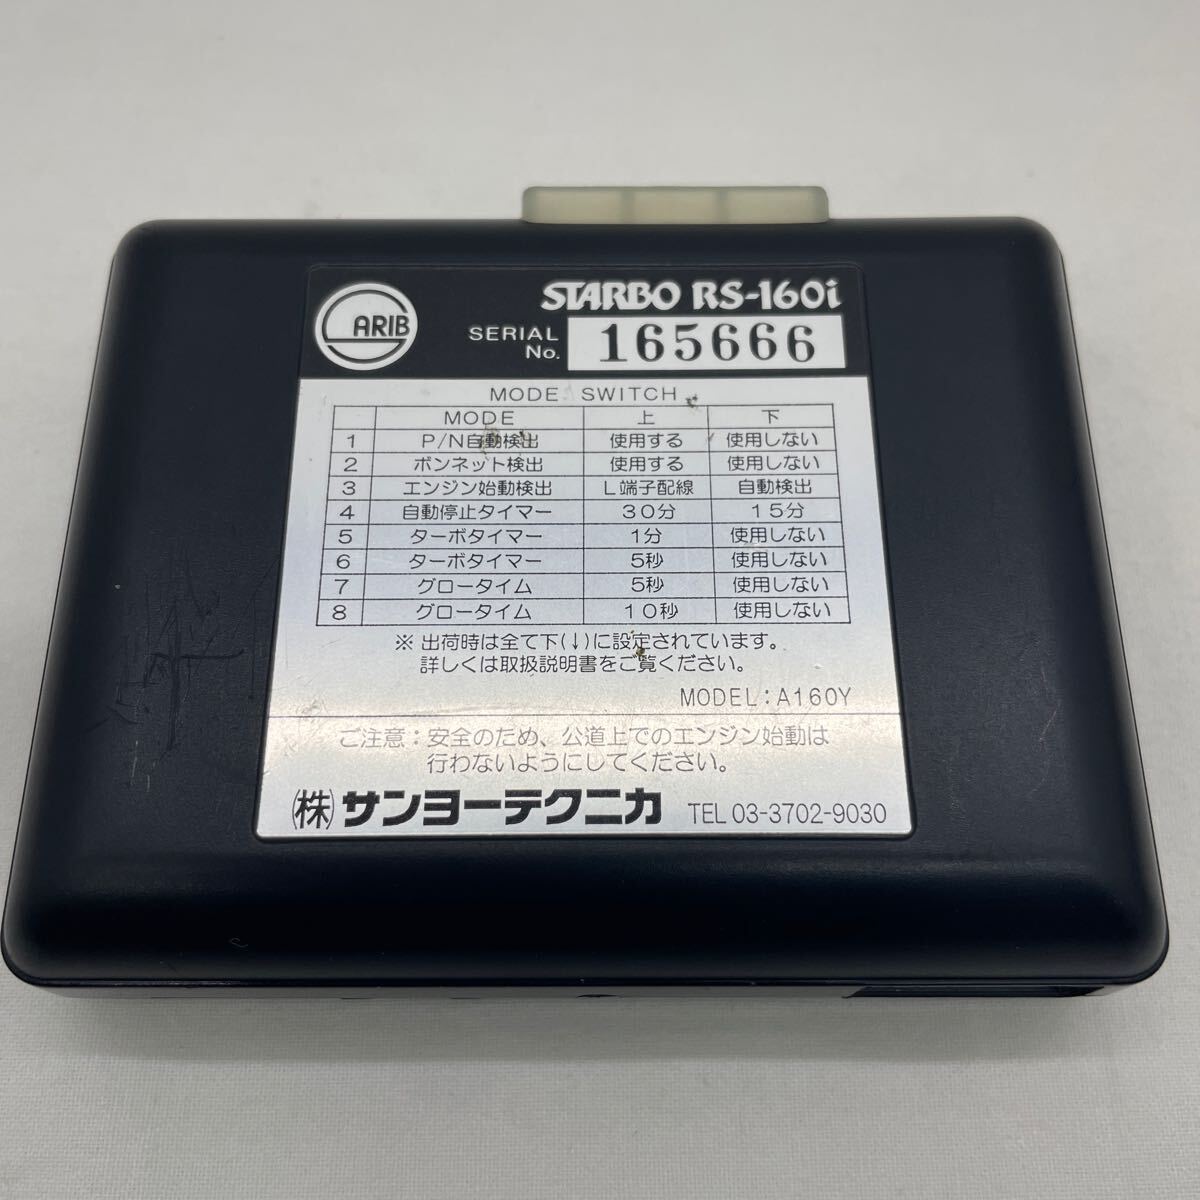 ARIB
STARBO RS-160i
SERIAL No. 165666
MODE SWITCH
MODE 上 下
1 P/N自動検出 使用する 使用しない
2 ボンネット検出 使用する 使用しない
3 エンジン始動検出 L端子配線 自動検出
4 自動停止タイマー 30分 15分
5 ターボタイマー 1分 使用しない
6 ターボタイマー 5秒 使用しない
7 グロータイム 5秒 使用しない
8 グロータイム 10秒 使用しない
※ 出荷時は全て下(↓)に設定されています。
詳しくは取扱説明書をご覧ください。
MODEL:A160Y
ご注意:安全のため、公道上でのエンジン始動は
行わないようにしてください。
(株)サンヨーテクニカ TEL 03-3702-9030